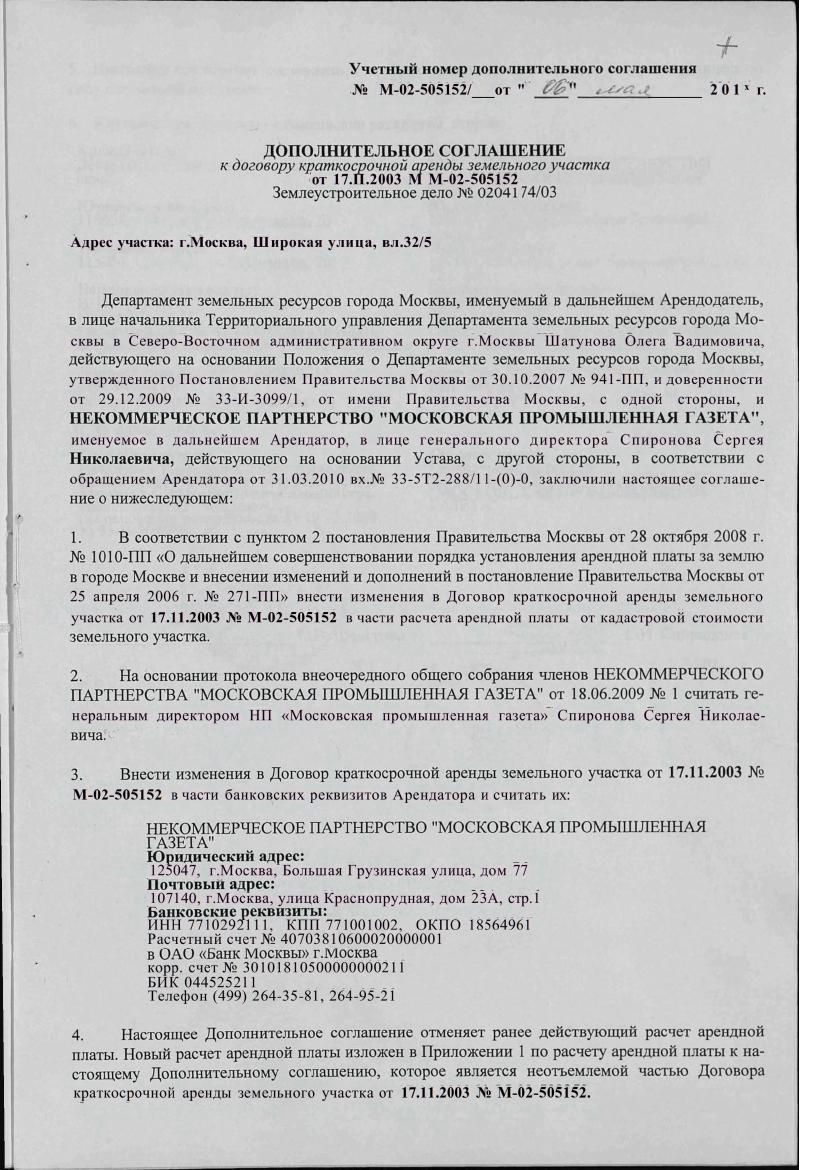 Учетный номер дополнительного соглашения
№ М-02-505152/___от " 06 " мая 201ˣ г.
ДОПОЛНИТЕЛЬНОЕ СОГЛАШЕНИЕ
к договору краткосрочной аренды земельного участка
от 17.П.2003 М М-02-505152
Землеустроительное дело № 0204174/03
Адрес участка: г.Москва, Широкая улица, вл.32/5
Департамент земельных ресурсов города Москвы, именуемый в дальнейшем Арендодатель,
в лице начальника Территориального управления Департамента земельных ресурсов города Мо-
сквы в Северо-Восточном административном округе г.Москвы Шатунова Олега Вадимовича,
действующего на основании Положения о Департаменте земельных ресурсов города Москвы,
утвержденного Постановлением Правительства Москвы от 30.10.2007 № 941-ПП, и доверенности
от 29.12.2009 № 33-И-3099/1, от имени Правительства Москвы, с одной стороны, и
НЕКОММЕРЧЕСКОЕ ПАРТНЕРСТВО "МОСКОВСКАЯ ПРОМЫШЛЕННАЯ ГАЗЕТА",
именуемое в дальнейшем Арендатор, в лице генерального директора Спиронова Сергея
Николаевича, действующего на основании Устава, с другой стороны, в соответствии с
обращением Арендатора от 31.03.2010 вх.№ 33-5Т2-288/11-(0)-0, заключили настоящее соглаше-
ние о нижеследующем:
1. В соответствии с пунктом 2 постановления Правительства Москвы от 28 октября 2008 г.
№ 1010-ПП «О дальнейшем совершенствовании порядка установления арендной платы за землю
в городе Москве и внесении изменений и дополнений в постановление Правительства Москвы от
25 апреля 2006 г. № 271-ПП» внести изменения в Договор краткосрочной аренды земельного
участка от 17.11.2003 № М-02-505152 в части расчета арендной платы от кадастровой стоимости
земельного участка.
2. На основании протокола внеочередного общего собрания членов НЕКОММЕРЧЕСКОГО
ПАРТНЕРСТВА "МОСКОВСКАЯ ПРОМЫШЛЕННАЯ ГАЗЕТА" от 18.06.2009 № 1 считать ге-
неральным директором НП «Московская промышленная газета» Спиронова Сергея Николае-
вича.
3. Внести изменения в Договор краткосрочной аренды земельного участка от 17.11.2003 №
М-02-505152 в части банковских реквизитов Арендатора и считать их:
НЕКОММЕРЧЕСКОЕ ПАРТНЕРСТВО "МОСКОВСКАЯ ПРОМЫШЛЕННАЯ
ГАЗЕТА"
Юридический адрес:
125047, г.Москва, Большая Грузинская улица, дом 77
Почтовый адрес:
107140, г.Москва, улица Краснопрудная, дом 23А, стр.1
Банковские реквизиты:
ИНН 7710292111, КПП 771001002, ОКПО 18564961
Расчетный счет № 40703810600020000001
в ОАО «Банк Москвы» г.Москва
корр. счет № 30101810500000000211
БИК 044525211
Телефон (499) 264-35-81, 264-95-21
4. Настоящее Дополнительное соглашение отменяет ранее действующий расчет арендной
платы. Новый расчет арендной платы изложен в Приложении 1 по расчету арендной платы к на-
стоящему Дополнительному соглашению, которое является неотъемлемой частью Договора
краткосрочной аренды земельного участка от 17.11.2003 № М-02-505152.